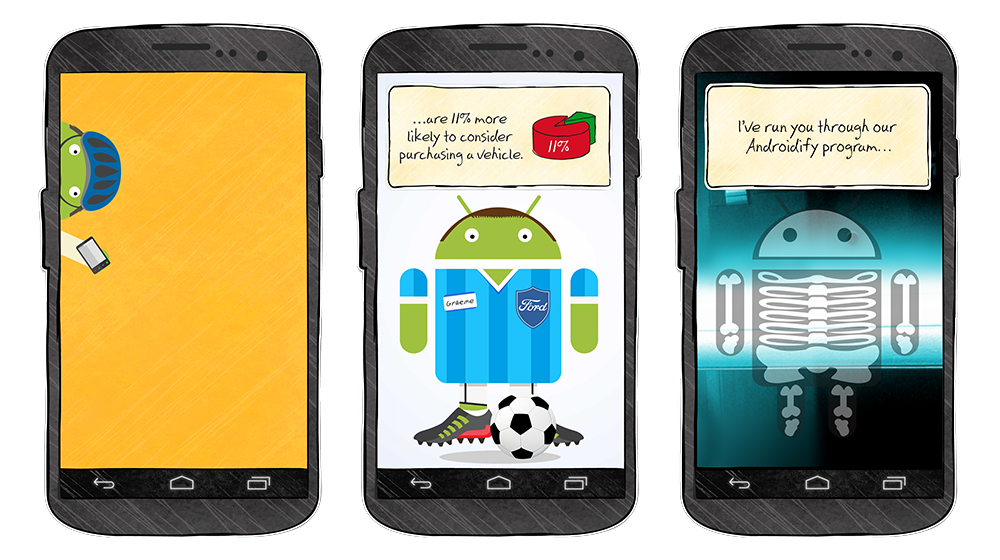 ...are 11% more
likely to consider
purchasing a vehicle.
11%
Graeme
Ford
I've run you through our
Androidify program...